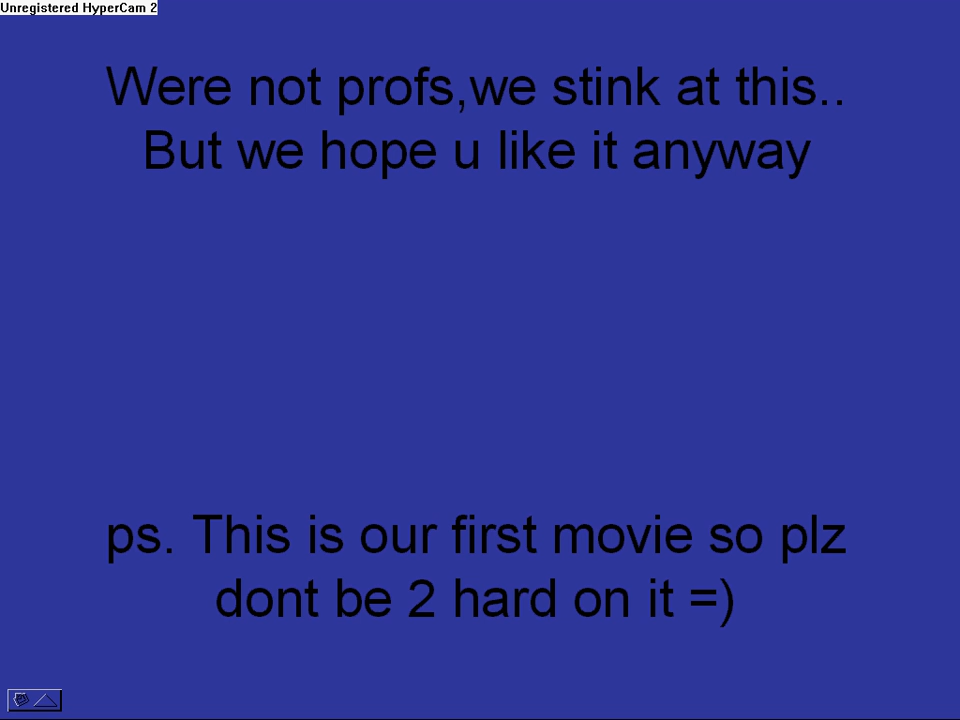 Unregistered HyperCam 2
Were not profs,we stink at this..
But we hope u like it anyway
ps. This is our first movie so plz
dont be 2 hard on it =)